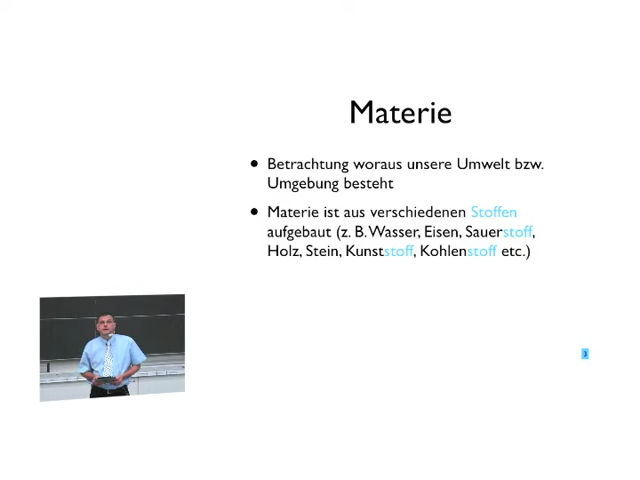 Materie
• Betrachtung woraus unsere Umwelt bzw.
Umgebung besteht
• Materie ist aus verschiedenen Stoffen
aufgebaut (z. B. Wasser, Eisen, Sauerstoff,
Holz, Stein, Kunststoff, Kohlenstoff etc.)
3